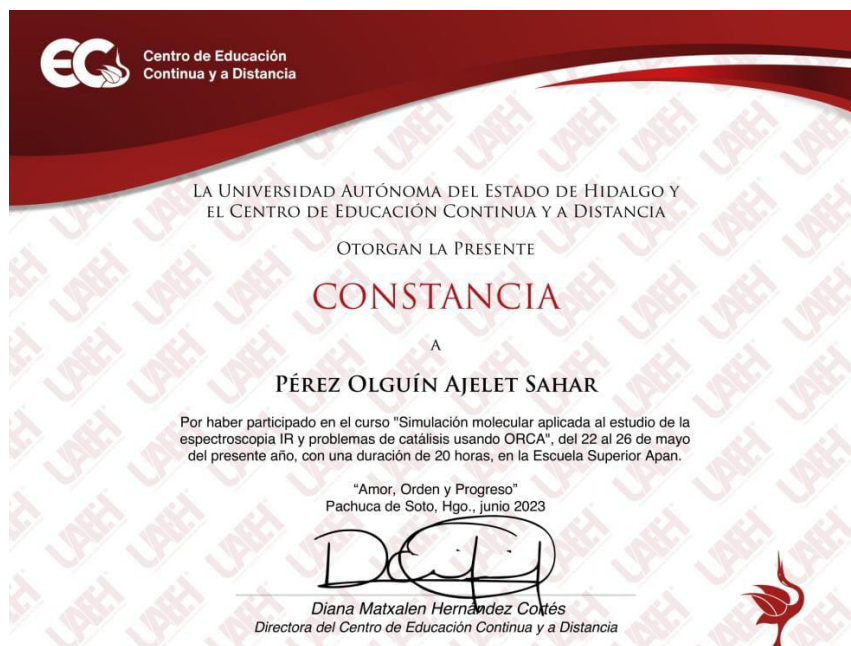 EC
Centro de Educación
Continua y a Distancia
LA UNIVERSIDAD AUTÓNOMA DEL ESTADO DE HIDALGO Y
EL CENTRO DE EDUCACIÓN CONTINUA Y A DISTANCIA
OTORGAN LA PRESENTE
CONSTANCIA
A
PÉREZ OLGUÍN AJELET SAHAR
Por haber participado en el curso "Simulación molecular aplicada al estudio de la
espectroscopia IR y problemas de catálisis usando ORCA", del 22 al 26 de mayo
del presente año, con una duración de 20 horas, en la Escuela Superior Apan.
“Amor, Orden y Progreso”
Pachuca de Soto, Hgo., junio 2023
Diana Matxalen Hernández Cortés
Directora del Centro de Educación Continua y a Distancia
UAEH